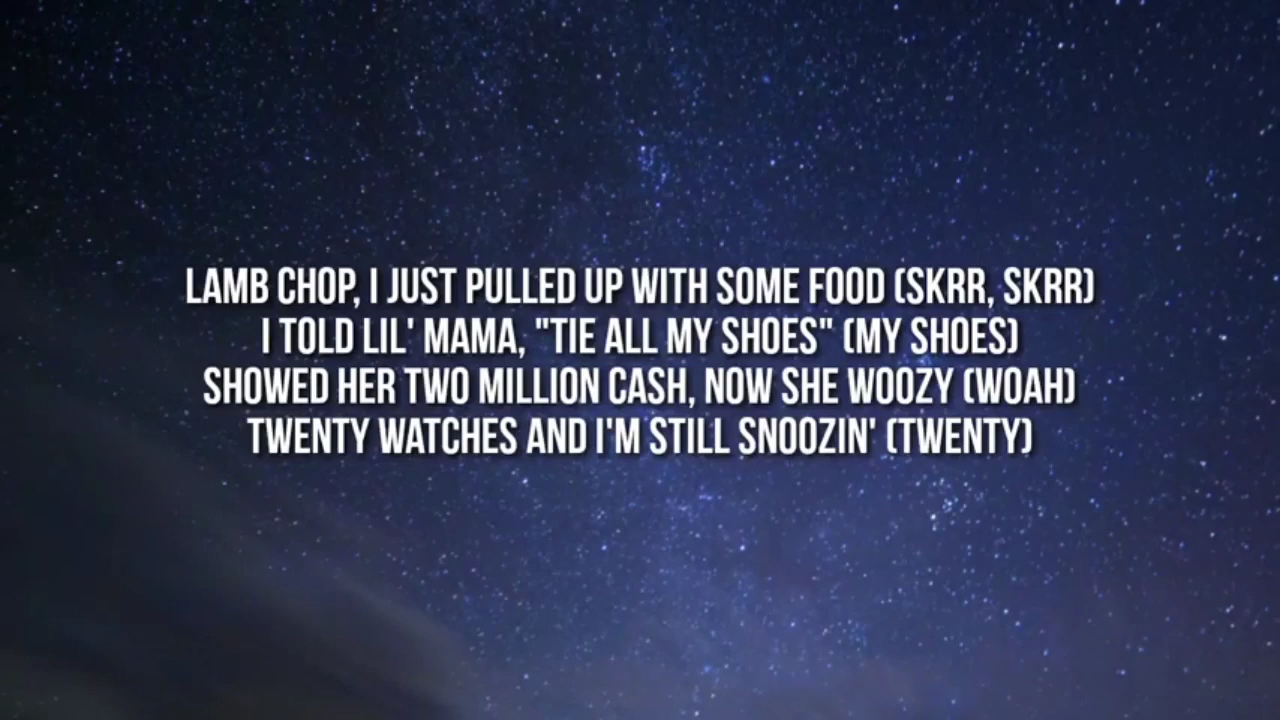 LAMB CHOP, I JUST PULLED UP WITH SOME FOOD (SKRR, SKRR)
I TOLD LIL' MAMA, "TIE ALL MY SHOES" (MY SHOES)
SHOWED HER TWO MILLION CASH, NOW SHE WOOZY (WOAH)
TWENTY WATCHES AND I'M STILL SNOOZIN' (TWENTY)